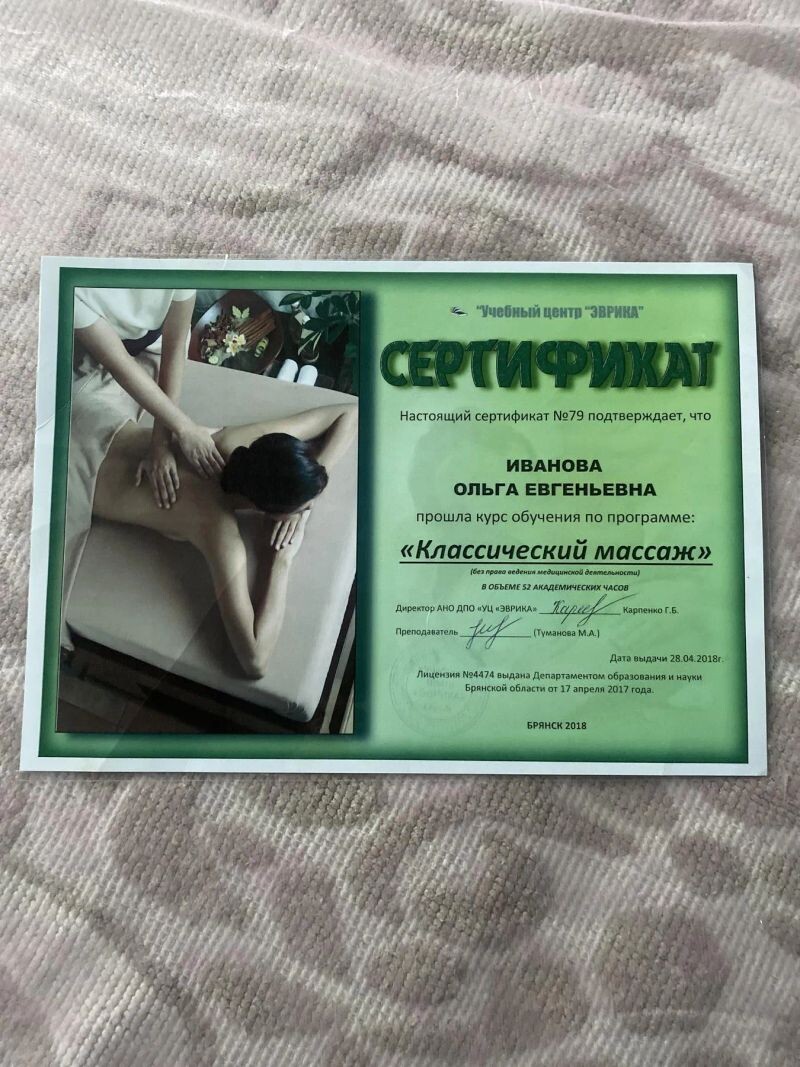 "Учебный центр "ЭВРИКА"
СЕРТИФИКАТ
Настоящий сертификат №79 подтверждает, что
ИВАНОВА
ОЛЬГА ЕВГЕНЬЕВНА
прошла курс обучения по программе:
«Классический массаж»
(без права ведения медицинской деятельности)
В ОБЪЕМЕ 52 АКАДЕМИЧЕСКИХ ЧАСОВ
Директор АНО ДПО «УЦ «ЭВРИКА» Карпенко Г.Б.
Преподаватель (Туманова М.А.)
Дата выдачи 28.04.2018г.
Лицензия №4474 выдана Департаментом образования и науки
Брянской области от 17 апреля 2017 года.
БРЯНСК 2018